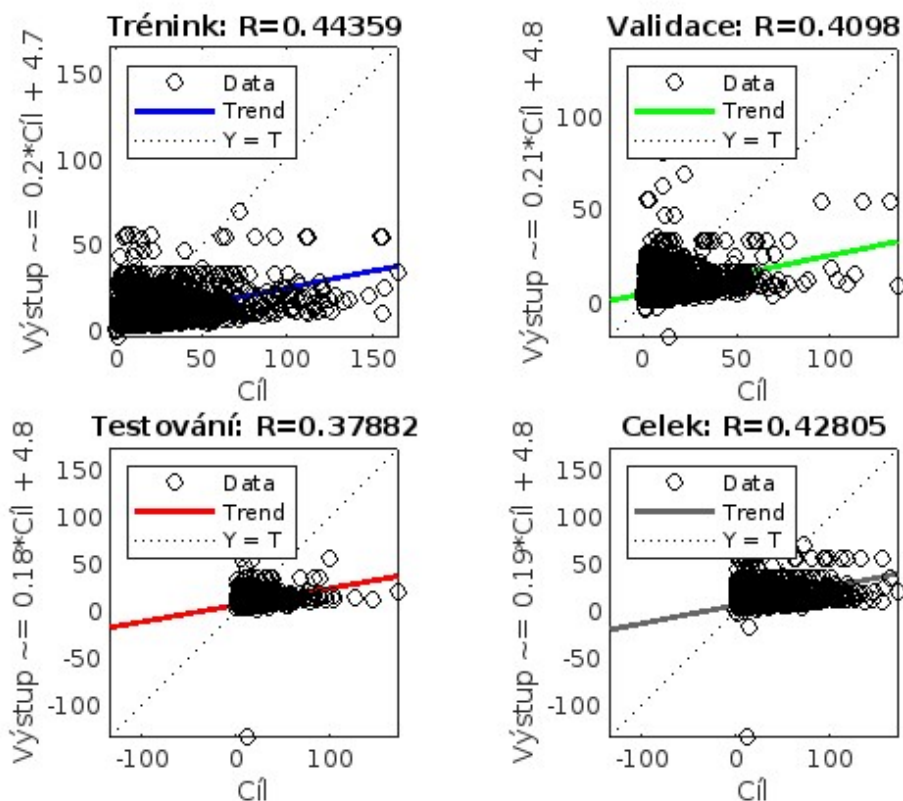 Trénink: R=0.44359
Výstup ~= 0.2*Cíl + 4.7
150
100
50
0
Data
Trend
Y = T
0
50
100
150
Cíl
Validace: R=0.4098
Výstup ~= 0.21*Cíl + 4.8
100
50
0
Data
Trend
Y = T
0
50
100
Cíl
Testování: R=0.37882
Výstup ~= 0.18*Cíl + 4.8
150
100
50
0
-50
-100
Data
Trend
Y = T
-100
0
100
Cíl
Celek: R=0.42805
Výstup ~= 0.19*Cíl + 4.8
150
100
50
0
-50
-100
Data
Trend
Y = T
-100
0
100
Cíl